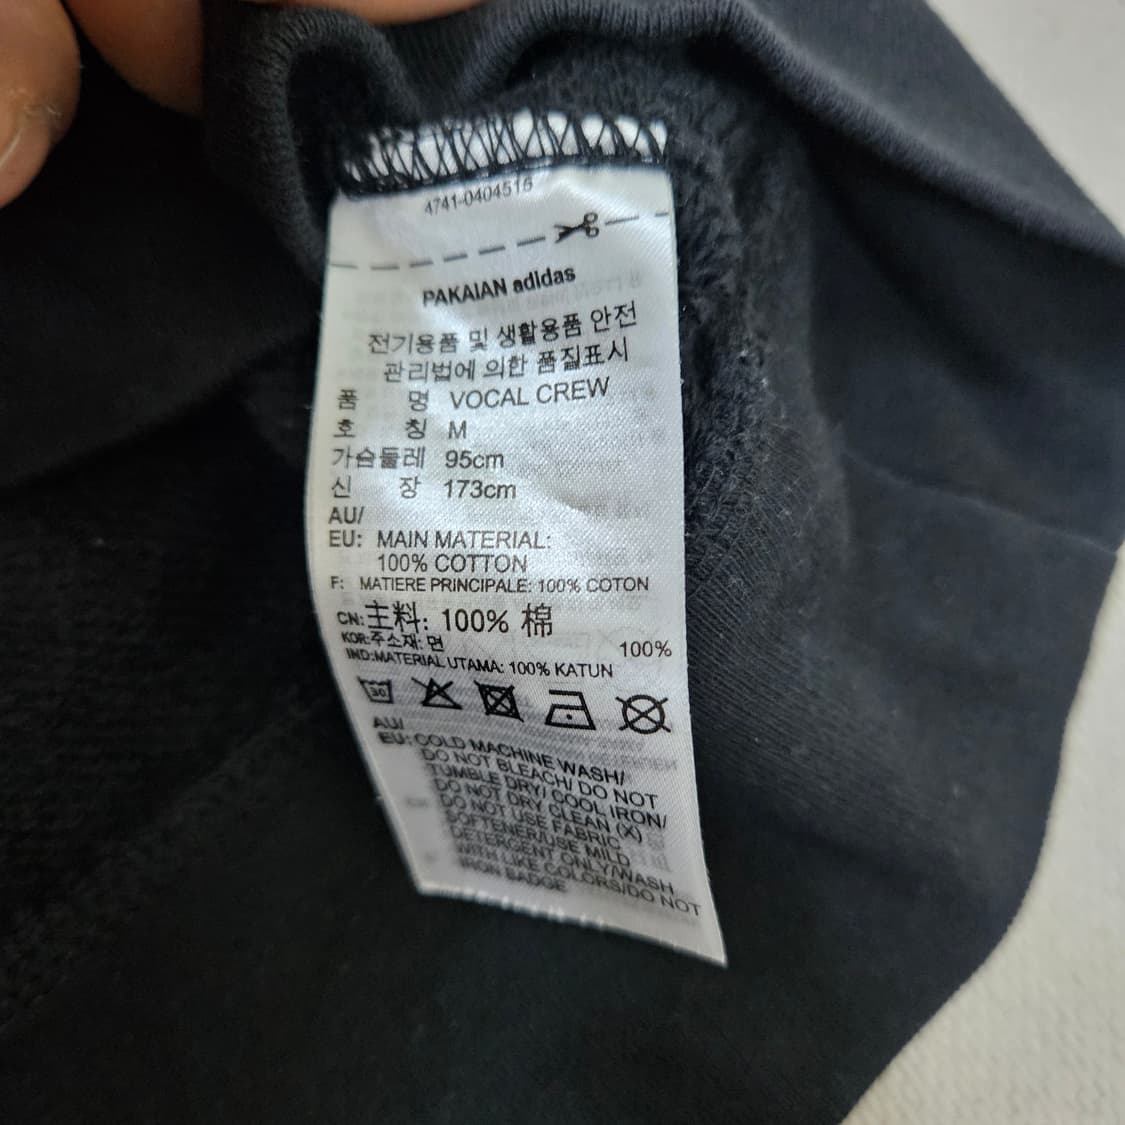 4741-0404516
PAKAIAN adidas
전기용품 및 생활용품 안전
관리법에 의한 품질표시
품 명 VOCAL CREW
호 칭 M
가슴둘레 95cm
신 장 173cm
AU/
EU: MAIN MATERIAL:
100% COTTON
F: MATIERE PRINCIPALE: 100% COTON
CN:主料: 100% 棉
KOR:주소재: 면 100%
IND:MATERIAL UTAMA: 100% KATUN
30
AU/
EU: COLD MACHINE WASH/
DO NOT BLEACH/ DO NOT
TUMBLE DRY/ COOL IRON/
DO NOT DRY CLEAN (X)
DO NOT USE FABRIC
SOFTENER/USE MILD
DETERGENT ONLY/WASH
WITH LIKE COLORS/DO NOT
IRON BADGE